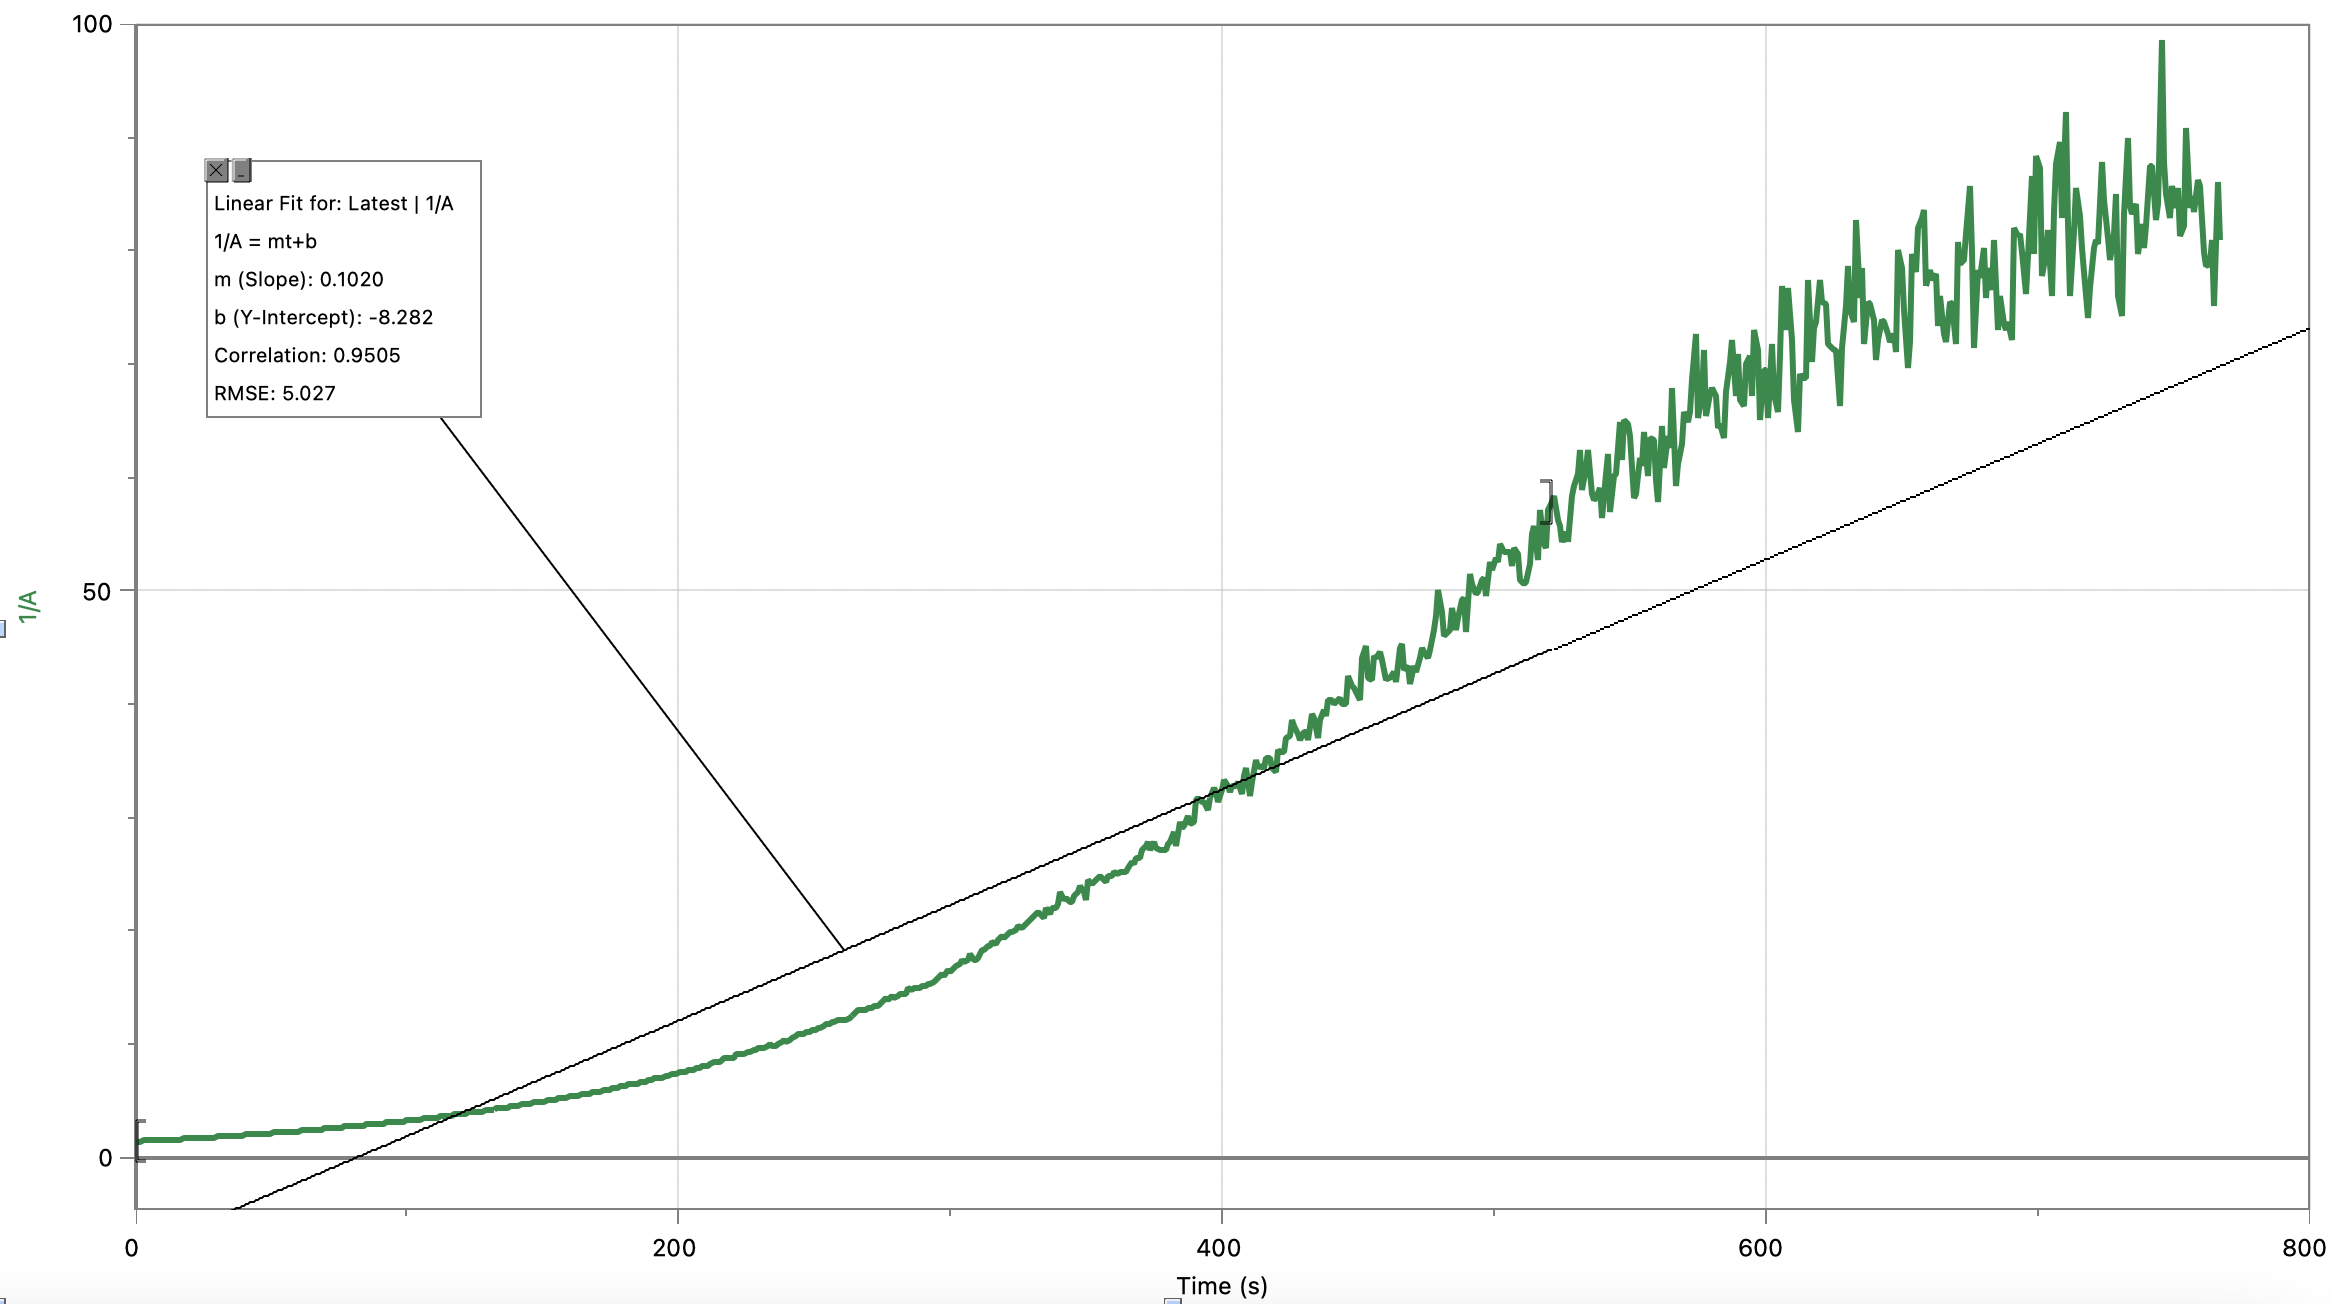 100
Linear Fit for: Latest | 1/A
1/A = mt+b
m (Slope): 0.1020
b (Y-Intercept): -8.282
Correlation: 0.9505
RMSE: 5.027
50
1/A
0
0
200
400
600
800
Time (s)